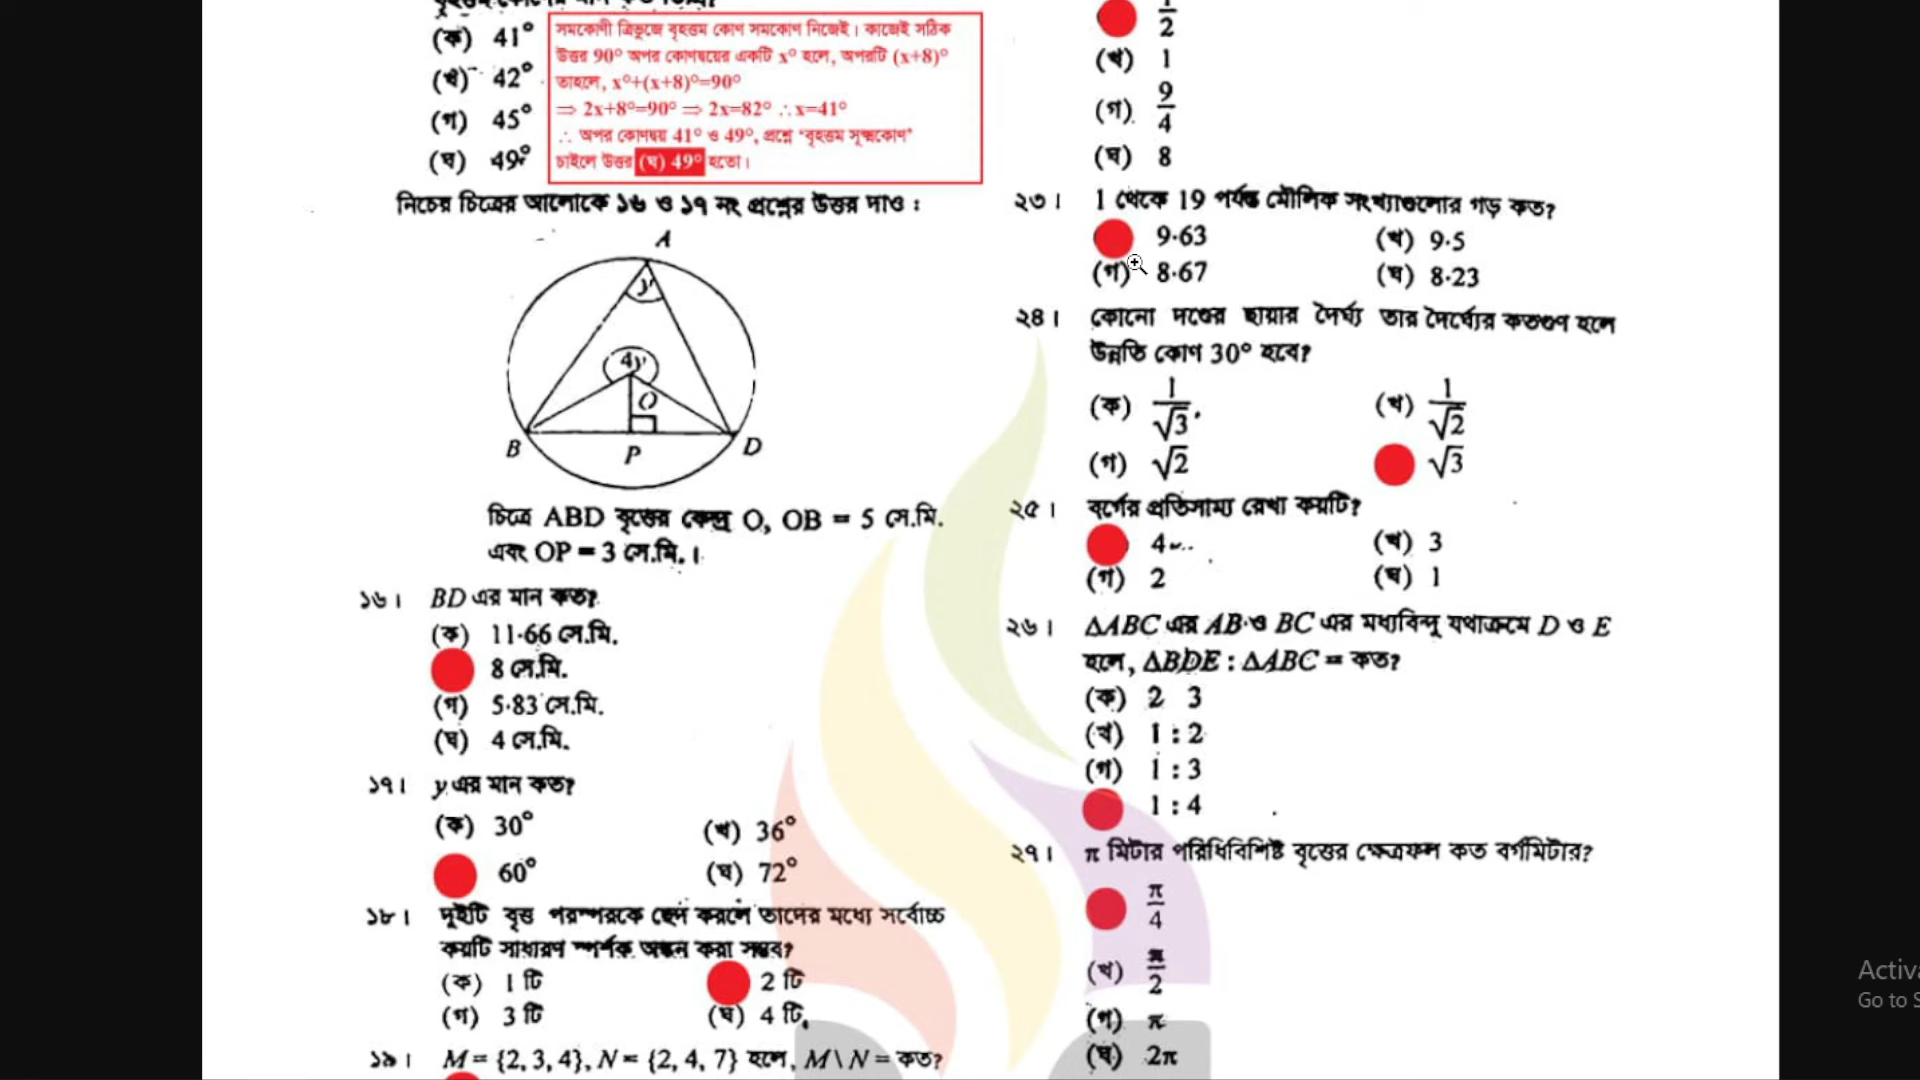 (ক) 41°
(খ) 42°
(গ) 45°
(ঘ) 49°
সমকোণী ত্রিভুজে বৃহত্তম কোণ সমকোণ নিজেই। কাজেই সঠিক
উত্তর 90° অপর কোণদ্বয়ের একটি x° হলে, অপরটি (x+8)°
তাহলে, x°+(x+8)°=90°
⇒ 2x+8°=90° ⇒ 2x=82° ∴x=41°
∴ অপর কোণদ্বয় 41° ও 49°, প্রশ্নে “বৃহত্তম সূক্ষ্মকোণ”
চাইলে উত্তর (ঘ) 49° হতো।
নিচের চিত্রের আলোকে ১৬ ও ১৭ নং প্রশ্নের উত্তর দাও :
A
y
4y
O
B
P
D
চিত্রে ABD বৃত্তের কেন্দ্র O, OB = 5 সে.মি.
এবং OP = 3 সে.মি.।
১৬। BD এর মান কত?
(ক) 11·66 সে.মি.
8 সে.মি.
(গ) 5·83 সে.মি.
(ঘ) 4 সে.মি.
১৭। y এর মান কত?
(ক) 30° (খ) 36°
60° (ঘ) 72°
১৮। দুইটি বৃত্ত পরস্পরকে ছেদ করলে তাদের মধ্যে সর্বোচ্চ
কয়টি সাধারণ স্পর্শক অঙ্কন করা সম্ভব?
(ক) 1 টি 2 টি
(গ) 3 টি (ঘ) 4 টি
১৯। M = {2, 3, 4}, N = {2, 4, 7} হলে, M \ N = কত?
1/2
(খ) 1
(গ) 9/4
(ঘ) 8
২৩। 1 থেকে 19 পর্যন্ত মৌলিক সংখ্যাগুলোর গড় কত?
9·63 (খ) 9·5
(গ) 8·67 (ঘ) 8·23
২৪। কোনো দণ্ডের ছায়ার দৈর্ঘ্য তার দৈর্ঘ্যের কতগুণ হলে
উন্নতি কোণ 30° হবে?
(ক) 1/√3 (খ) 1/√2
(গ) √2 √3
২৫। বর্গের প্রতিসাম্য রেখা কয়টি?
4 (খ) 3
(গ) 2 (ঘ) 1
২৬। ΔABC এর AB ও BC এর মধ্যবিন্দু যথাক্রমে D ও E
হলে, ΔBDE : ΔABC = কত?
(ক) 2 3
(খ) 1 : 2
(গ) 1 : 3
1 : 4
২৭। π মিটার পরিধিবিশিষ্ট বৃত্তের ক্ষেত্রফল কত বর্গমিটার?
π/4
(খ) π/2
(গ) π
(ঘ) 2π
Activa
Go to S